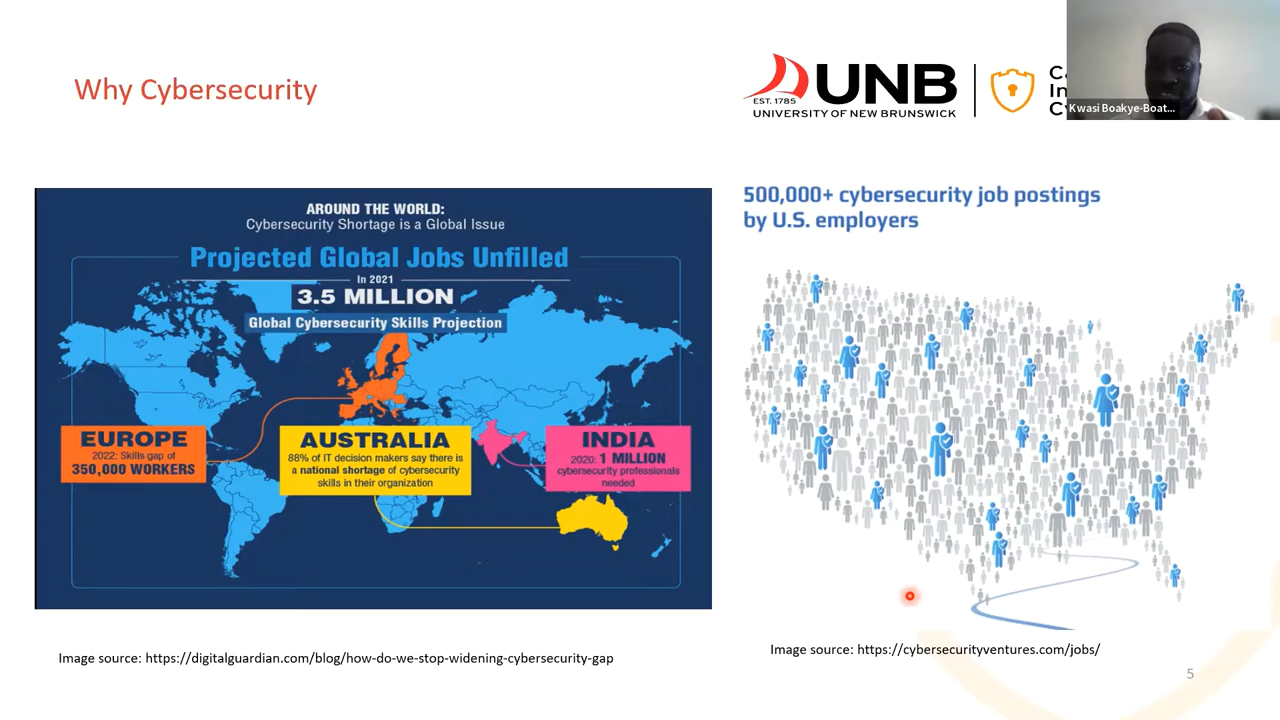 Why Cybersecurity
EST. 1785
UNB
UNIVERSITY OF NEW BRUNSWICK
Kwasi Boakye-Boat...
AROUND THE WORLD:
Cybersecurity Shortage is a Global Issue
Projected Global Jobs Unfilled
In 2021
3.5 MILLION
Global Cybersecurity Skills Projection
EUROPE
2022: Skills gap of
350,000 WORKERS
AUSTRALIA
88% of IT decision makers say there is
a national shortage of cybersecurity
skills in their organization
INDIA
2020: 1 MILLION
cybersecurity professionals
needed
500,000+ cybersecurity job postings
by U.S. employers
Image source: https://digitalguardian.com/blog/how-do-we-stop-widening-cybersecurity-gap
Image source: https://cybersecurityventures.com/jobs/
5